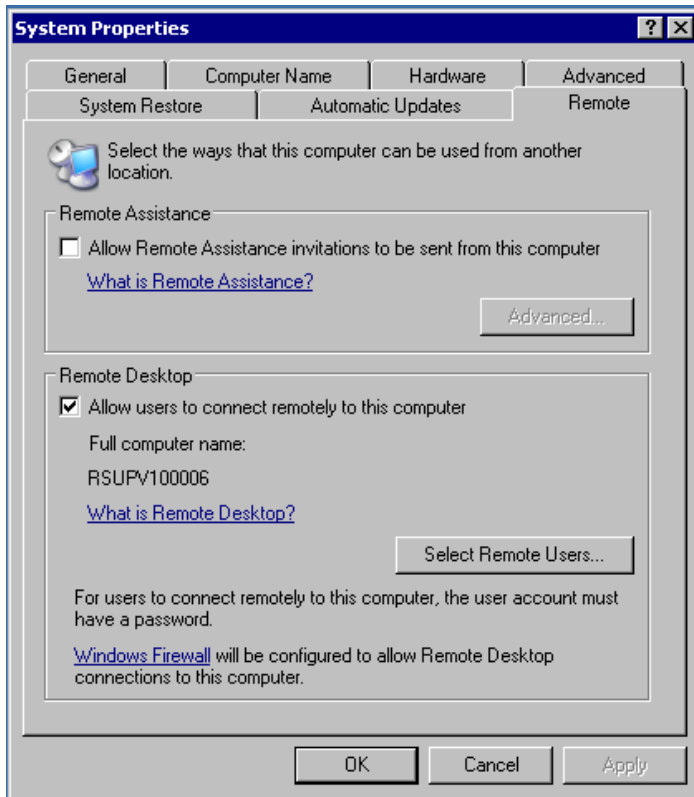 System Properties
General
Computer Name
Hardware
Advanced
System Restore
Automatic Updates
Remote
Select the ways that this computer can be used from another
location.
Remote Assistance
Allow Remote Assistance invitations to be sent from this computer
What is Remote Assistance?
Advanced...
Remote Desktop
Allow users to connect remotely to this computer
Full computer name:
RSUPV100006
What is Remote Desktop?
Select Remote Users...
For users to connect remotely to this computer, the user account must
have a password.
Windows Firewall will be configured to allow Remote Desktop
connections to this computer.
OK
Cancel
Apply